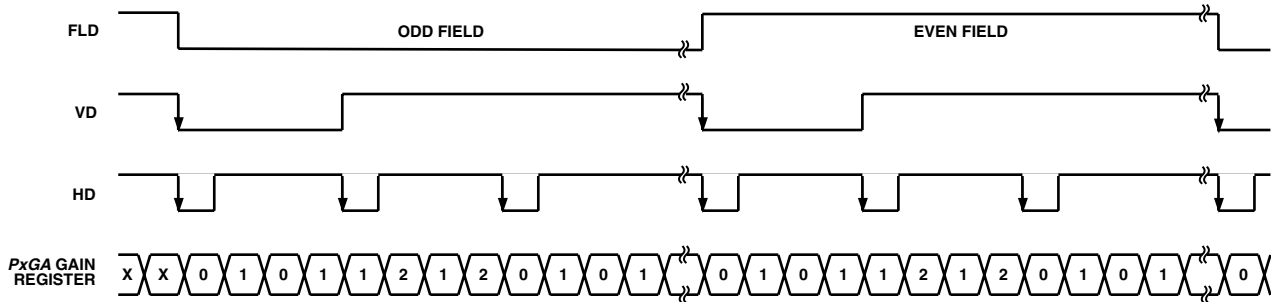 FLD
ODD FIELD
EVEN FIELD
VD
HD
PxGA GAIN
REGISTER
X X 0 1 0 1 1 2 1 2 0 1 0 1 0 1 0 1 1 2 1 2 0 1 0 1 0